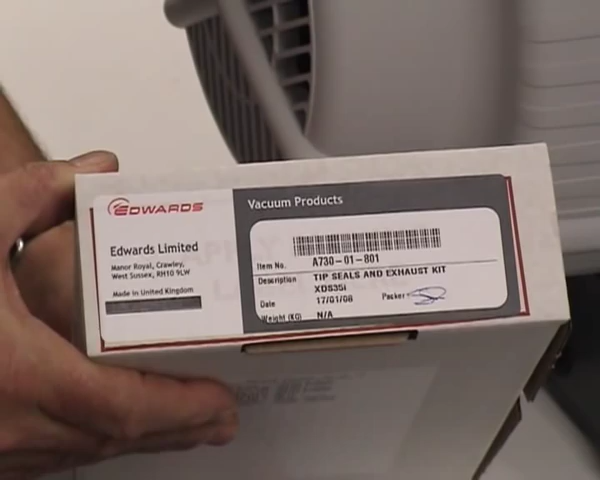 EDWARDS
Edwards Limited
Manor Royal, Crawley,
West Sussex, RH10 9LW
Made in United Kingdom
Vacuum Products
Item No. A730-01-801
Description TIP SEALS AND EXHAUST KIT
XDS35i
Date 17/01/08 Packer
Weight (KG) N/A